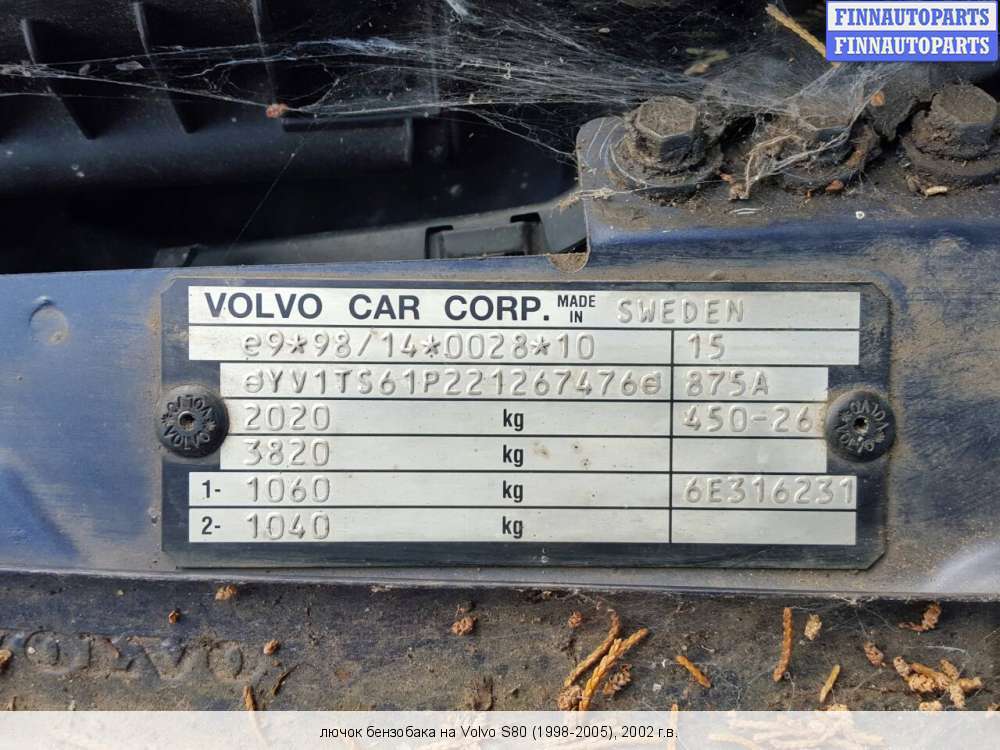 FINNAUTOPARTS
FINNAUTOPARTS
VOLVO CAR CORP. MADE IN SWEDEN
e9*98/14*0028*10 15
YV1TS61P221267476 875A
2020 kg 450-26
3820 kg
1- 1060 kg 6E316231
2- 1040 kg
VOLVO
VOLVO
VOLVO
лючок бензобака на Volvo S80 (1998-2005), 2002 г.в.